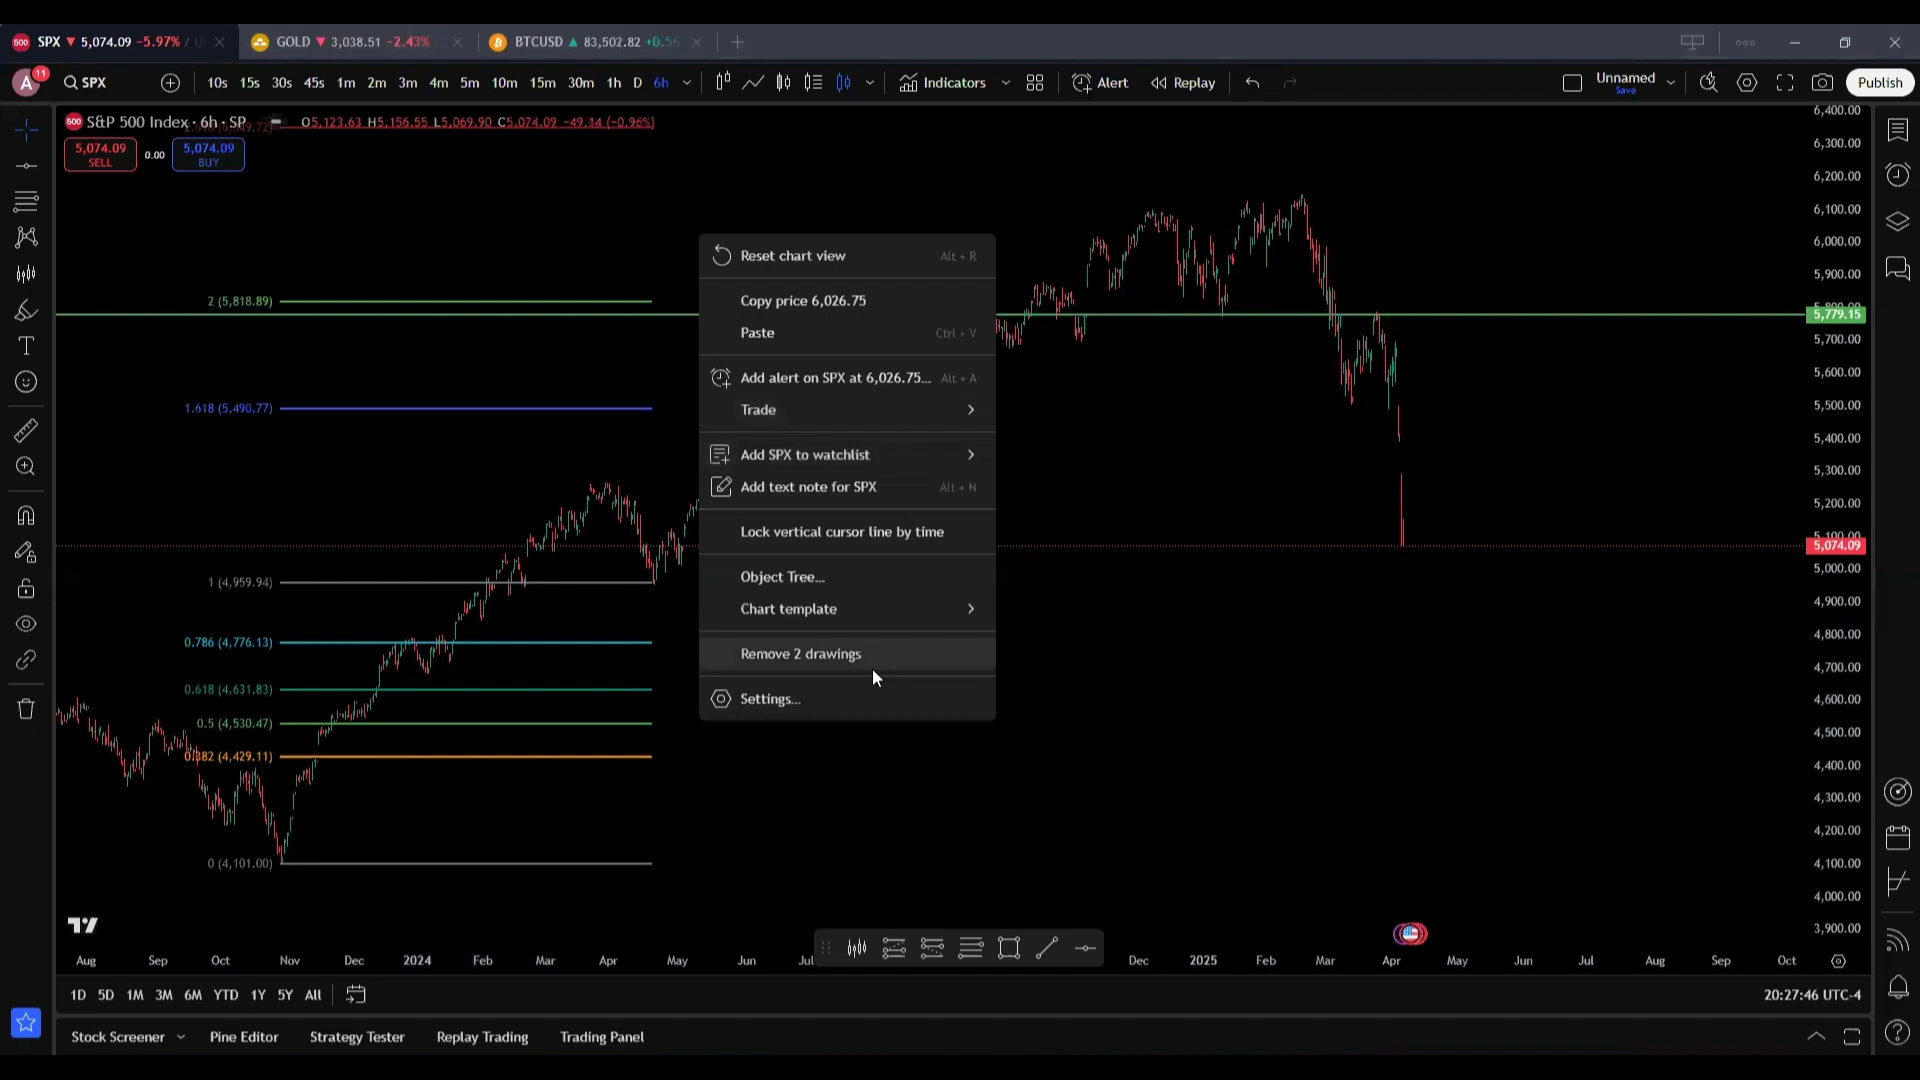 SPX 5,074.09 −5.97% / U
GOLD 3,038.51 −2.43%
BTCUSD 83,502.82 +0.56
A 11 SPX 10s 15s 30s 45s 1m 2m 3m 4m 5m 10m 15m 30m 1h D 6h Indicators Alert Replay Unnamed Save Publish
500 S&P 500 Index · 6h · SP O5,123.63 H5,156.55 L5,069.90 C5,074.09 −49.14 (−0.96%)
5,074.09 SELL 0.00 5,074.09 BUY
2 (5,818.89)
1.618 (5,490.77)
1 (4,959.94)
0.786 (4,776.13)
0.618 (4,631.83)
0.5 (4,530.47)
0.382 (4,429.11)
0 (4,101.00)
Reset chart view Alt + R
Copy price 6,026.75
Paste Ctrl + V
Add alert on SPX at 6,026.75... Alt + A
Trade
Add SPX to watchlist
Add text note for SPX Alt + N
Lock vertical cursor line by time
Object Tree...
Chart template
Remove 2 drawings
Settings...
6,400.00
6,300.00
6,200.00
6,100.00
6,000.00
5,900.00
5,800.00
5,779.15
5,700.00
5,600.00
5,500.00
5,400.00
5,300.00
5,200.00
5,100.00
5,074.09
5,000.00
4,900.00
4,800.00
4,700.00
4,600.00
4,500.00
4,400.00
4,300.00
4,200.00
4,100.00
4,000.00
3,900.00
Aug Sep Oct Nov Dec 2024 Feb Mar Apr May Jun Jul Dec 2025 Feb Mar Apr May Jun Jul Aug Sep Oct
1D 5D 1M 3M 6M YTD 1Y 5Y All 20:27:46 UTC-4
Stock Screener Pine Editor Strategy Tester Replay Trading Trading Panel